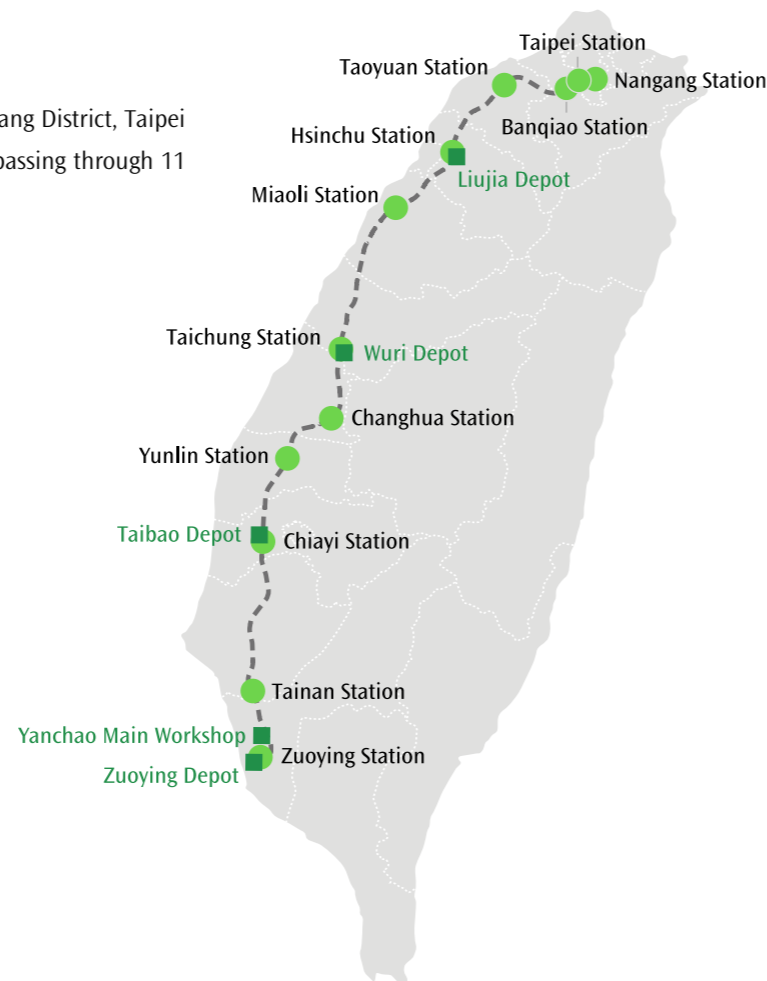 Taipei Station
Taoyuan Station
Nangang Station
ang District, Taipei
Banqiao Station
Hsinchu Station
passing through 11
Liujia Depot
Miaoli Station
Taichung Station
Wuri Depot
Changhua Station
Yunlin Station
Taibao Depot
Chiayi Station
Tainan Station
Yanchao Main Workshop
Zuoying Station
Zuoying Depot